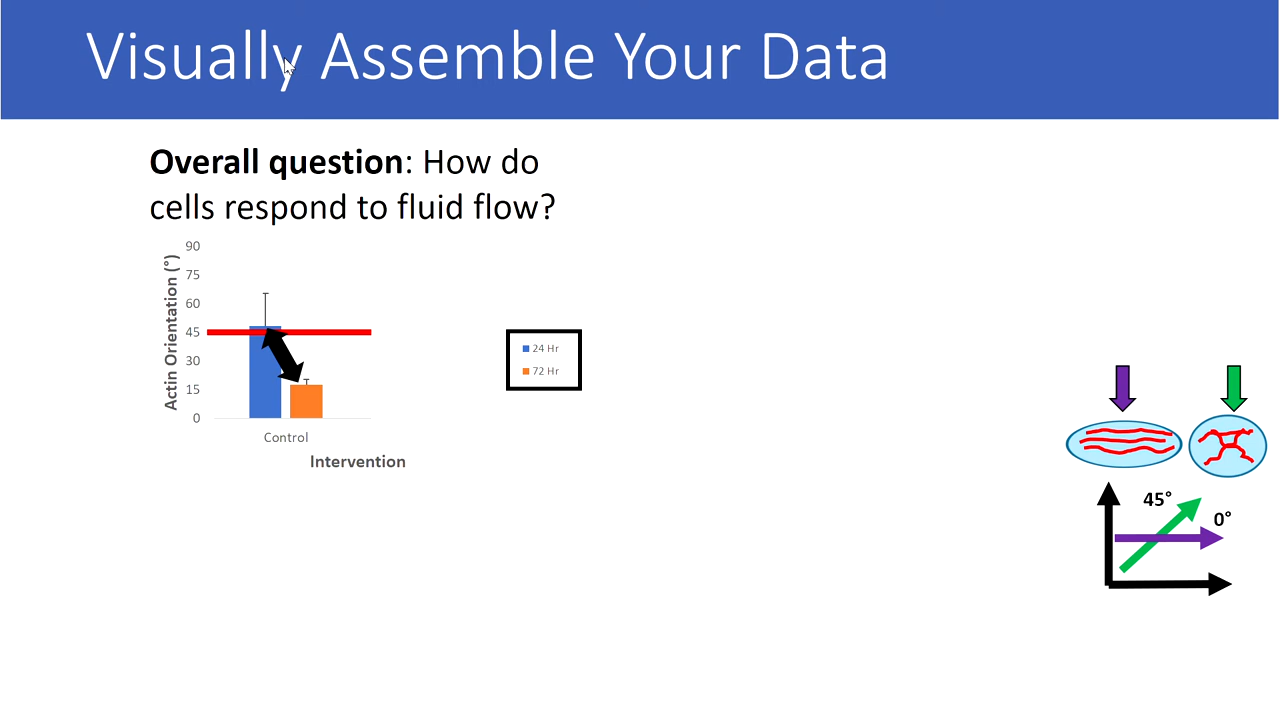 Visually Assemble Your Data
Overall question: How do
cells respond to fluid flow?
90
75
60
45
30
15
0
Actin Orientation (°)
Control
Intervention
24 Hr
72 Hr
45°
0°